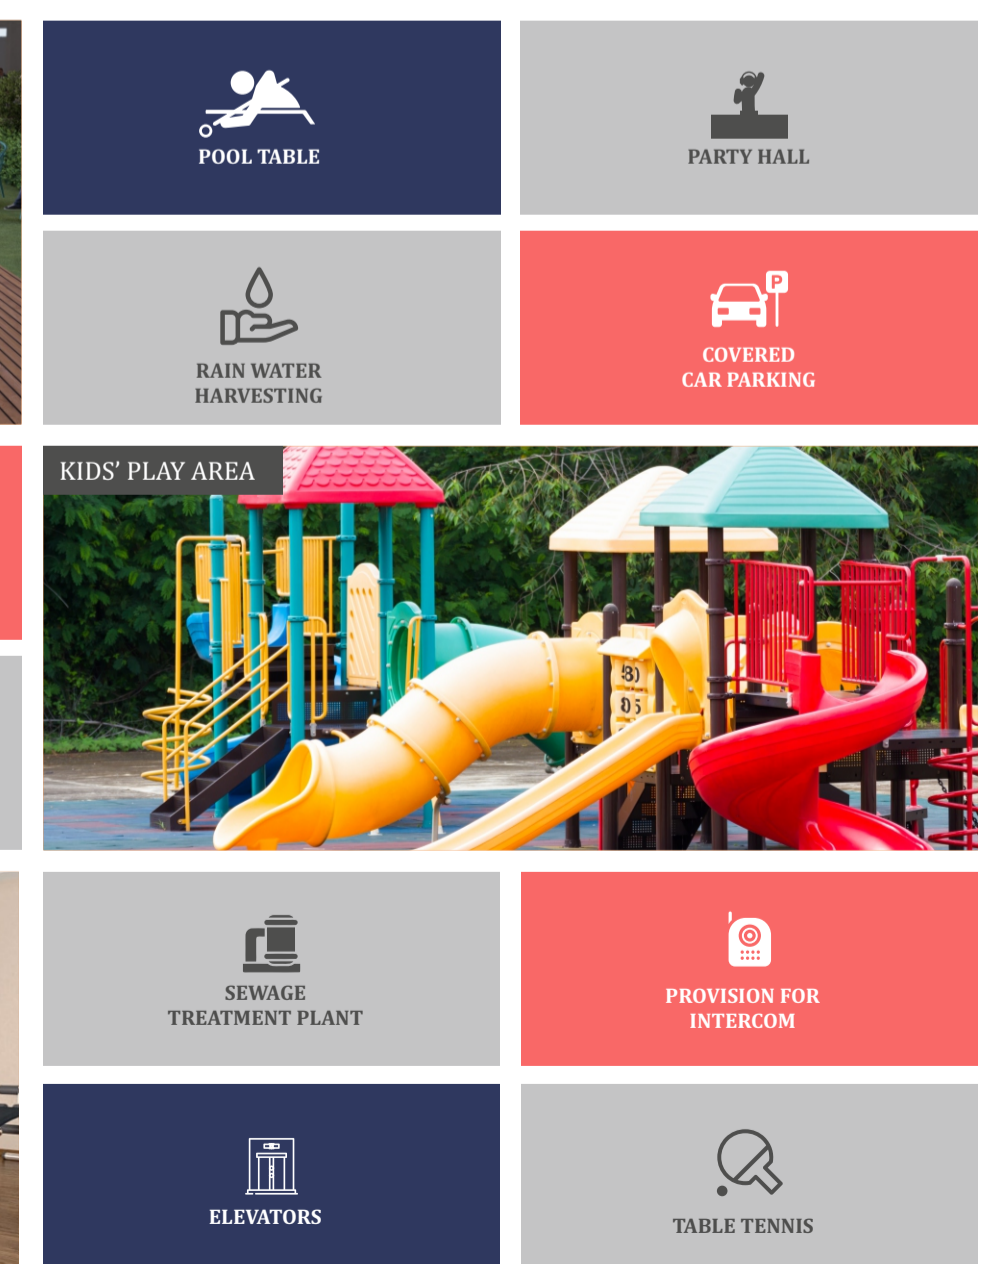 POOL TABLE
PARTY HALL
RAIN WATER
HARVESTING
P
COVERED
CAR PARKING
KIDS' PLAY AREA
SEWAGE
TREATMENT PLANT
PROVISION FOR
INTERCOM
ELEVATORS
TABLE TENNIS